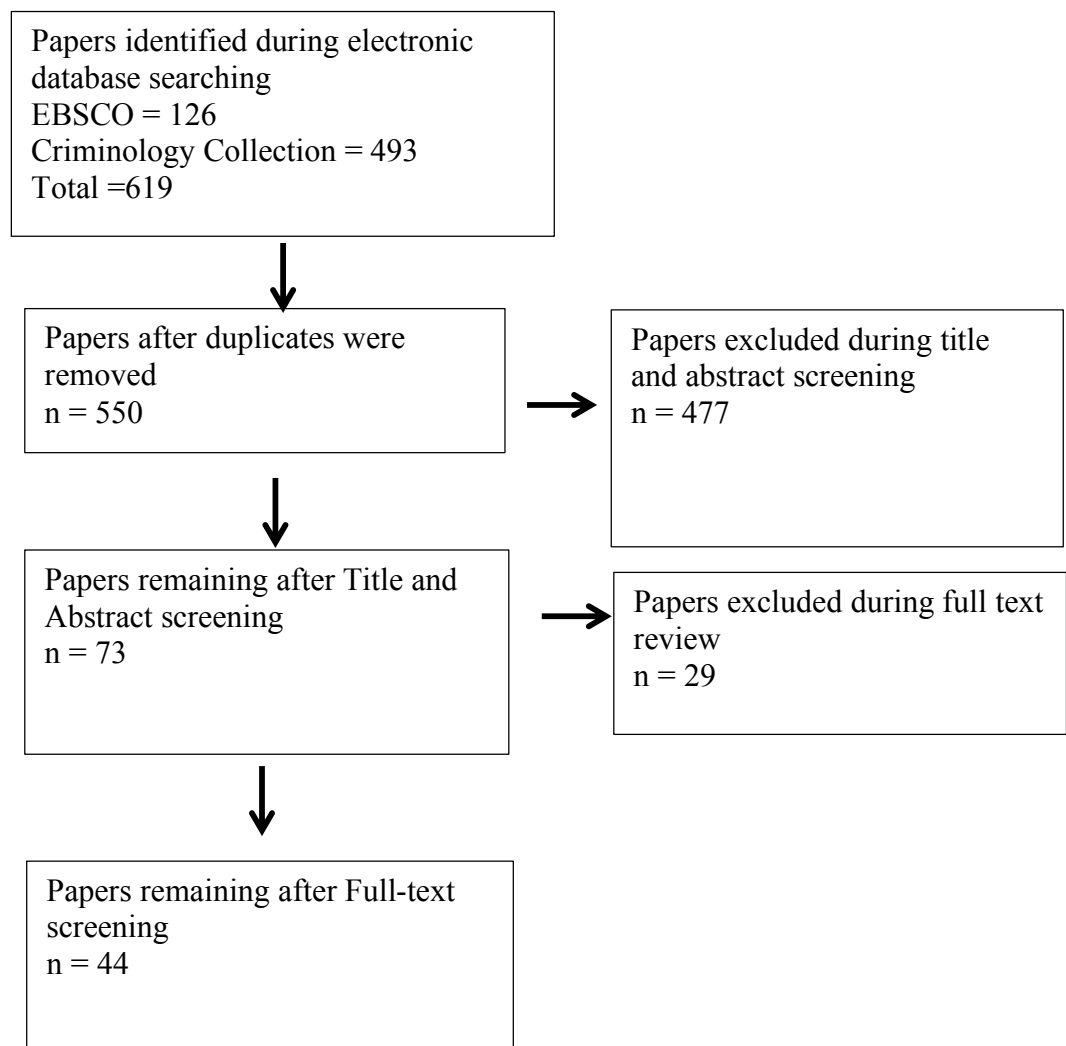 Papers identified during electronic
database searching
EBSCO = 126
Criminology Collection = 493
Total =619
Papers after duplicates were
removed
n = 550
Papers excluded during title
and abstract screening
n = 477
Papers remaining after Title and
Abstract screening
n = 73
Papers excluded during full text
review
n = 29
Papers remaining after Full-text
screening
n = 44